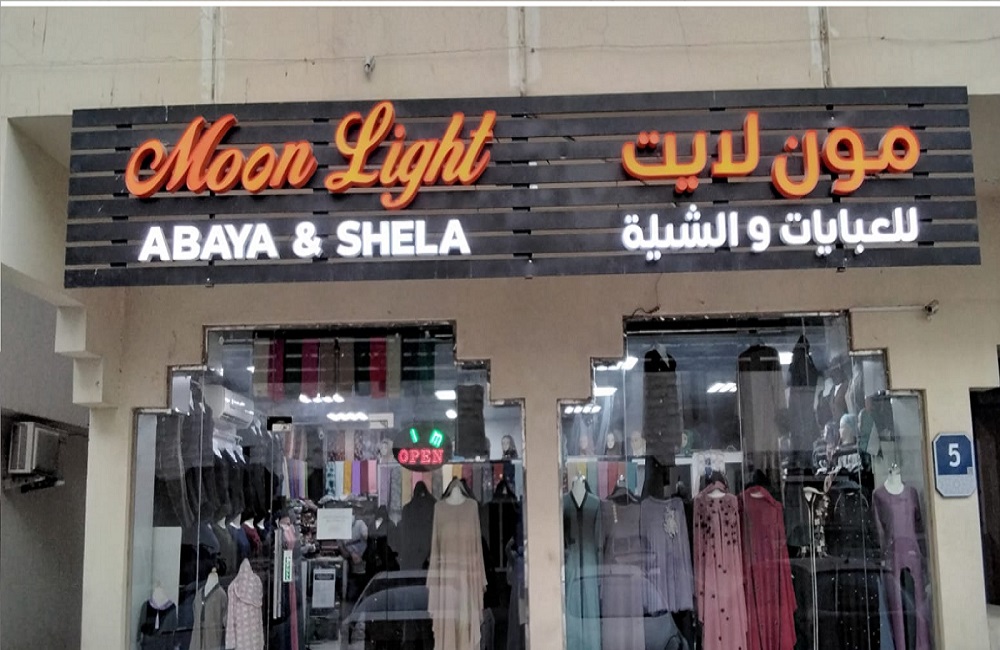 Moon Light
ABAYA & SHELA
مون لايت
للعبايات و الشيلة
OPEN
5